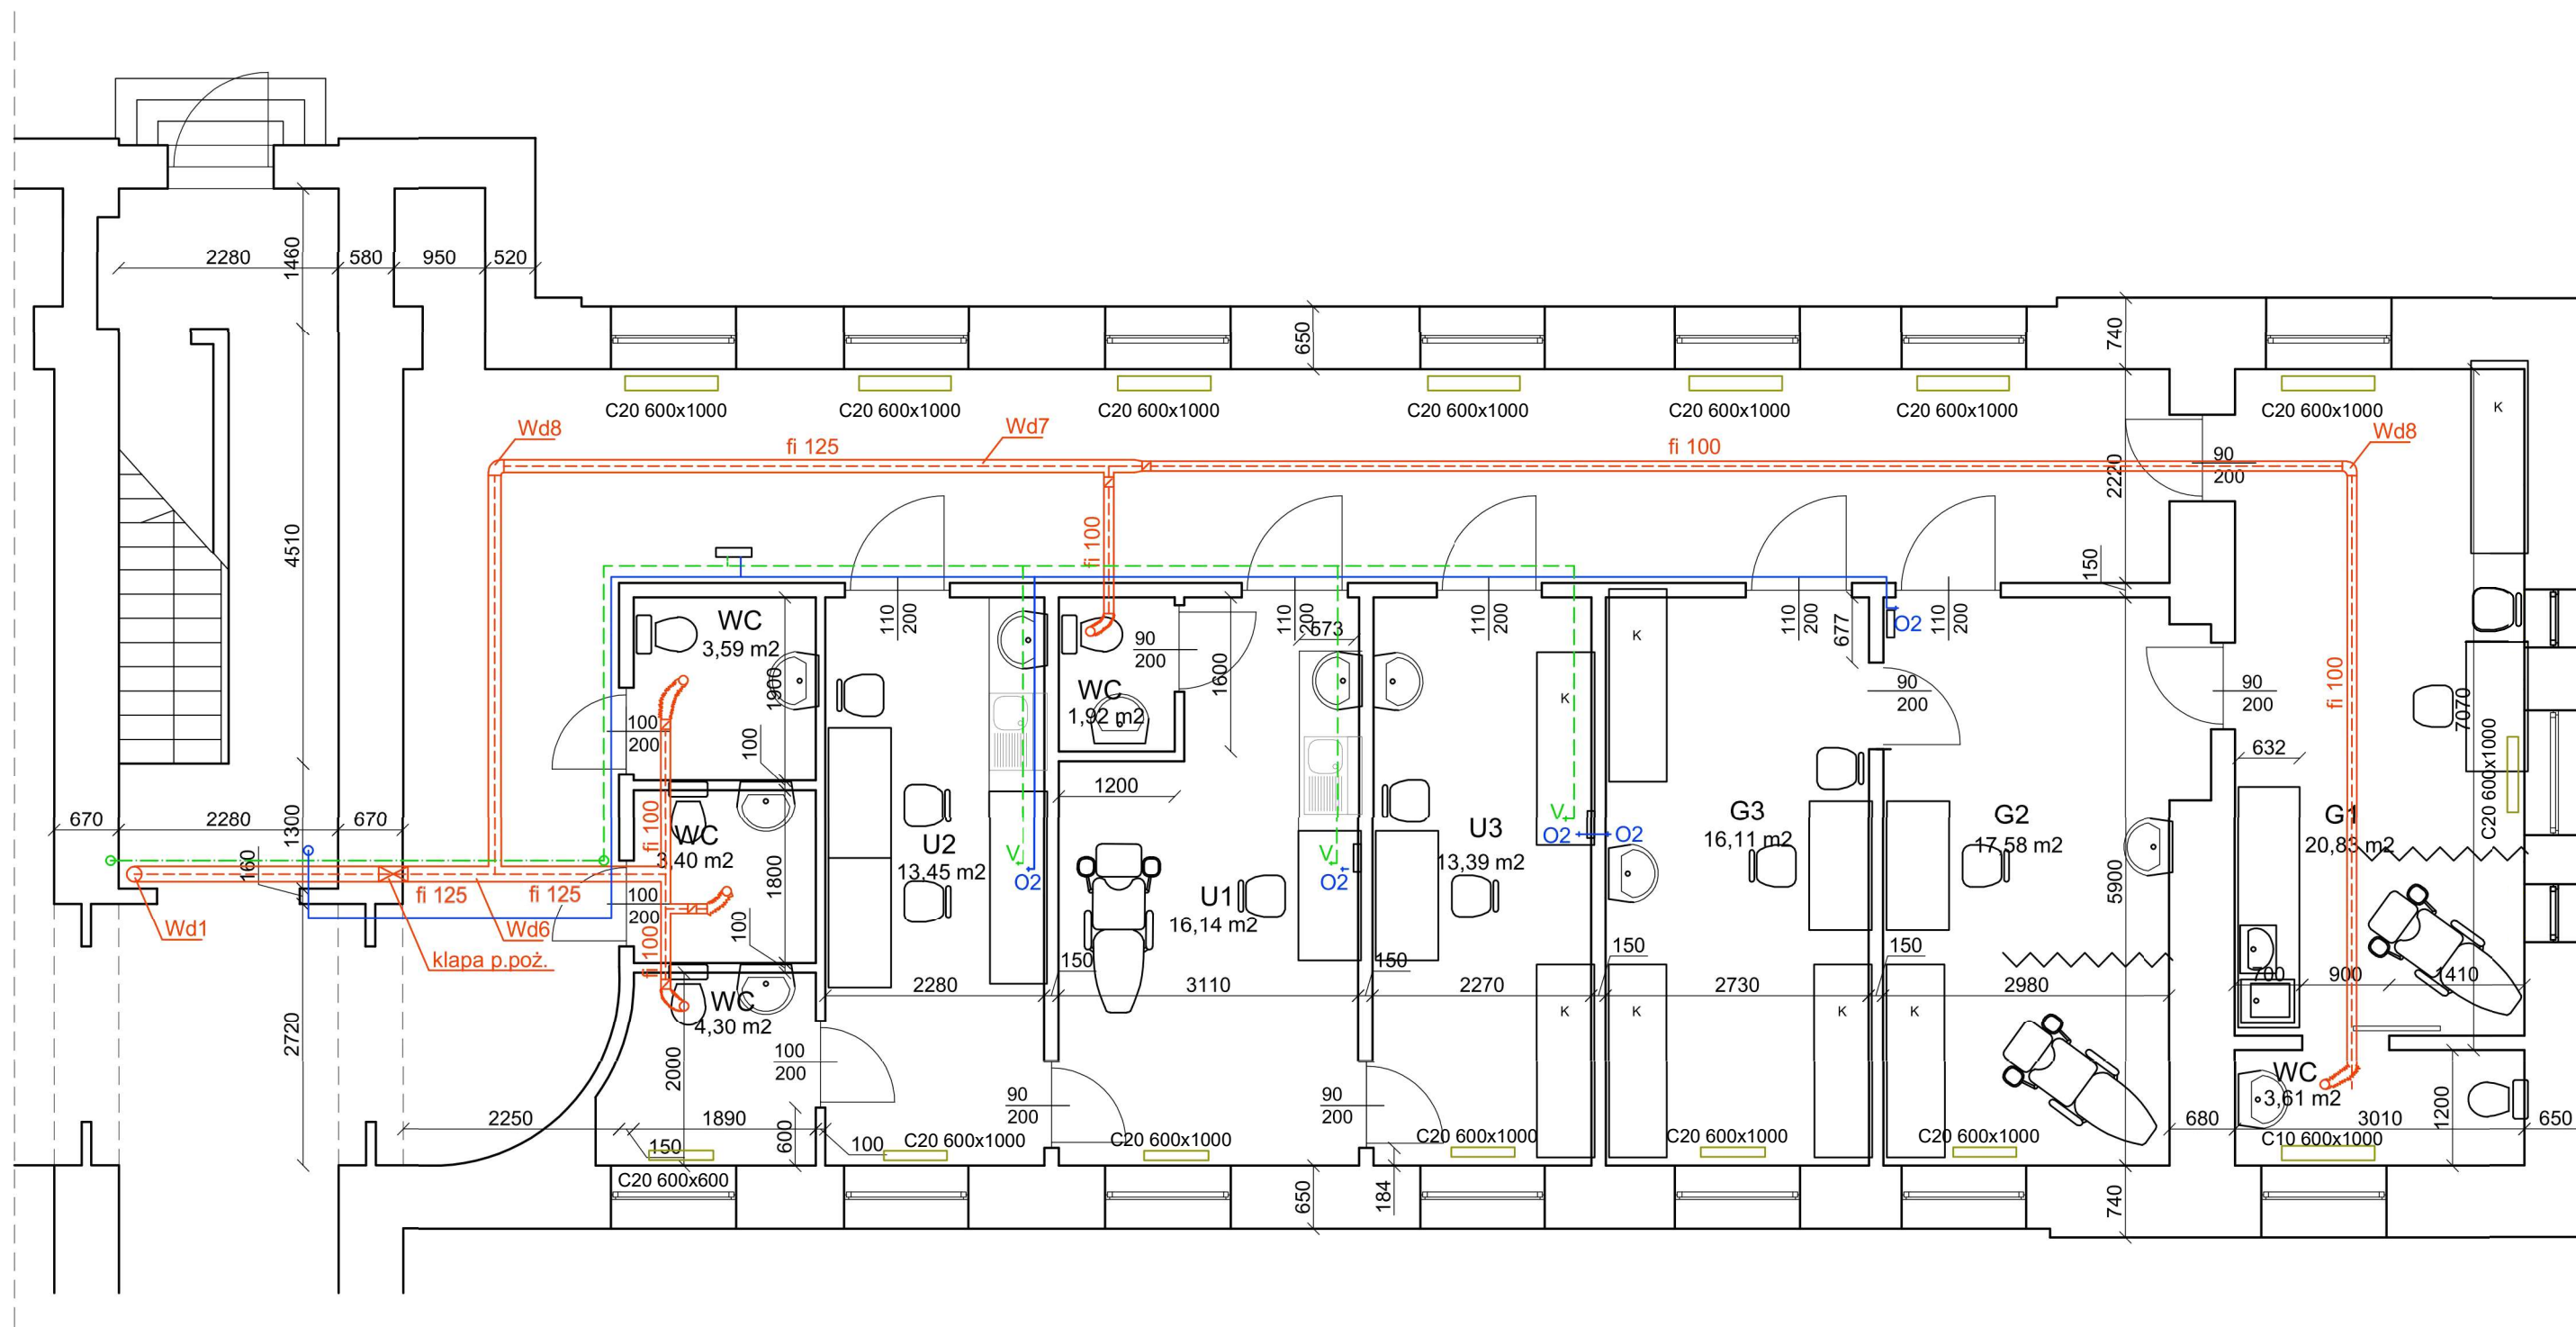 2280
580
950
520
1460
650
740
C20 600x1000
C20 600x1000
C20 600x1000
C20 600x1000
C20 600x1000
C20 600x1000
C20 600x1000
K
Wd8
fi 125
Wd7
fi 100
Wd8
90
200
2220
4510
fi 100
150
WC
3,59 m2
110
200
90
200
110
200
573
110
200
K
110
200
677
O2
110
200
1900
WC
1,92 m2
1600
K
90
200
90
200
fi 100
7070
100
200
100
632
1200
C20 600x1000
670
2280
670
1300
fi 100
WC
3,40 m2
U2
13,45 m2
V
O2
V
O2
U3
13,39 m2
V
O2
O2
G3
16,11 m2
G2
17,58 m2
G1
20,83 m2
160
fi 125
fi 125
100
200
1800
100
U1
16,14 m2
5900
Wd1
Wd6
klapa p.poż.
fi 100
150
150
150
150
700
900
1410
2280
3110
2270
2730
2980
WC
4,30 m2
K
K
K
K
2720
2000
100
200
90
200
90
200
WC
3,61 m2
1200
2250
1890
600
150
100
680
3010
650
C20 600x1000
C20 600x1000
C20 600x1000
C20 600x1000
C20 600x1000
C10 600x1000
C20 600x600
650
184
740